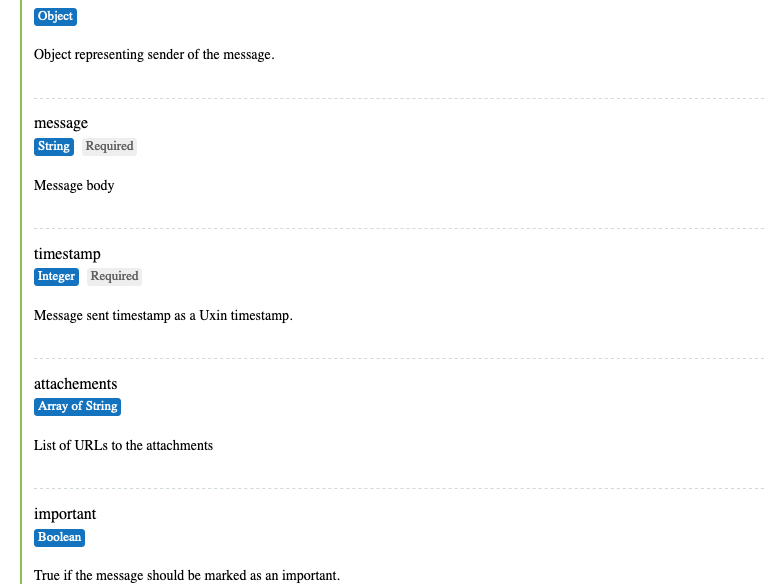 Object
Object representing sender of the message.
message
String Required
Message body
timestamp
Integer Required
Message sent timestamp as a Uxin timestamp.
attachements
Array of String
List of URLs to the attachments
important
Boolean
True if the message should be marked as an important.